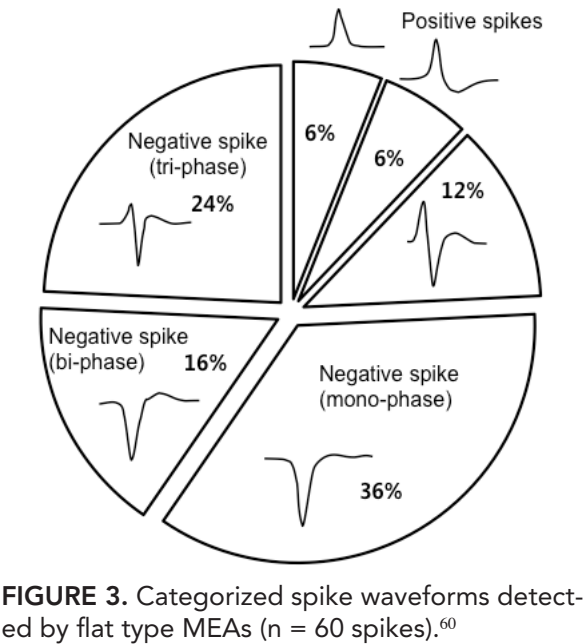 Positive spikes
6%
6%
12%
Negative spike
(tri-phase)
24%
Negative spike
(bi-phase) 16%
Negative spike
(mono-phase)
36%
FIGURE 3. Categorized spike waveforms detect-
ed by flat type MEAs (n = 60 spikes).60